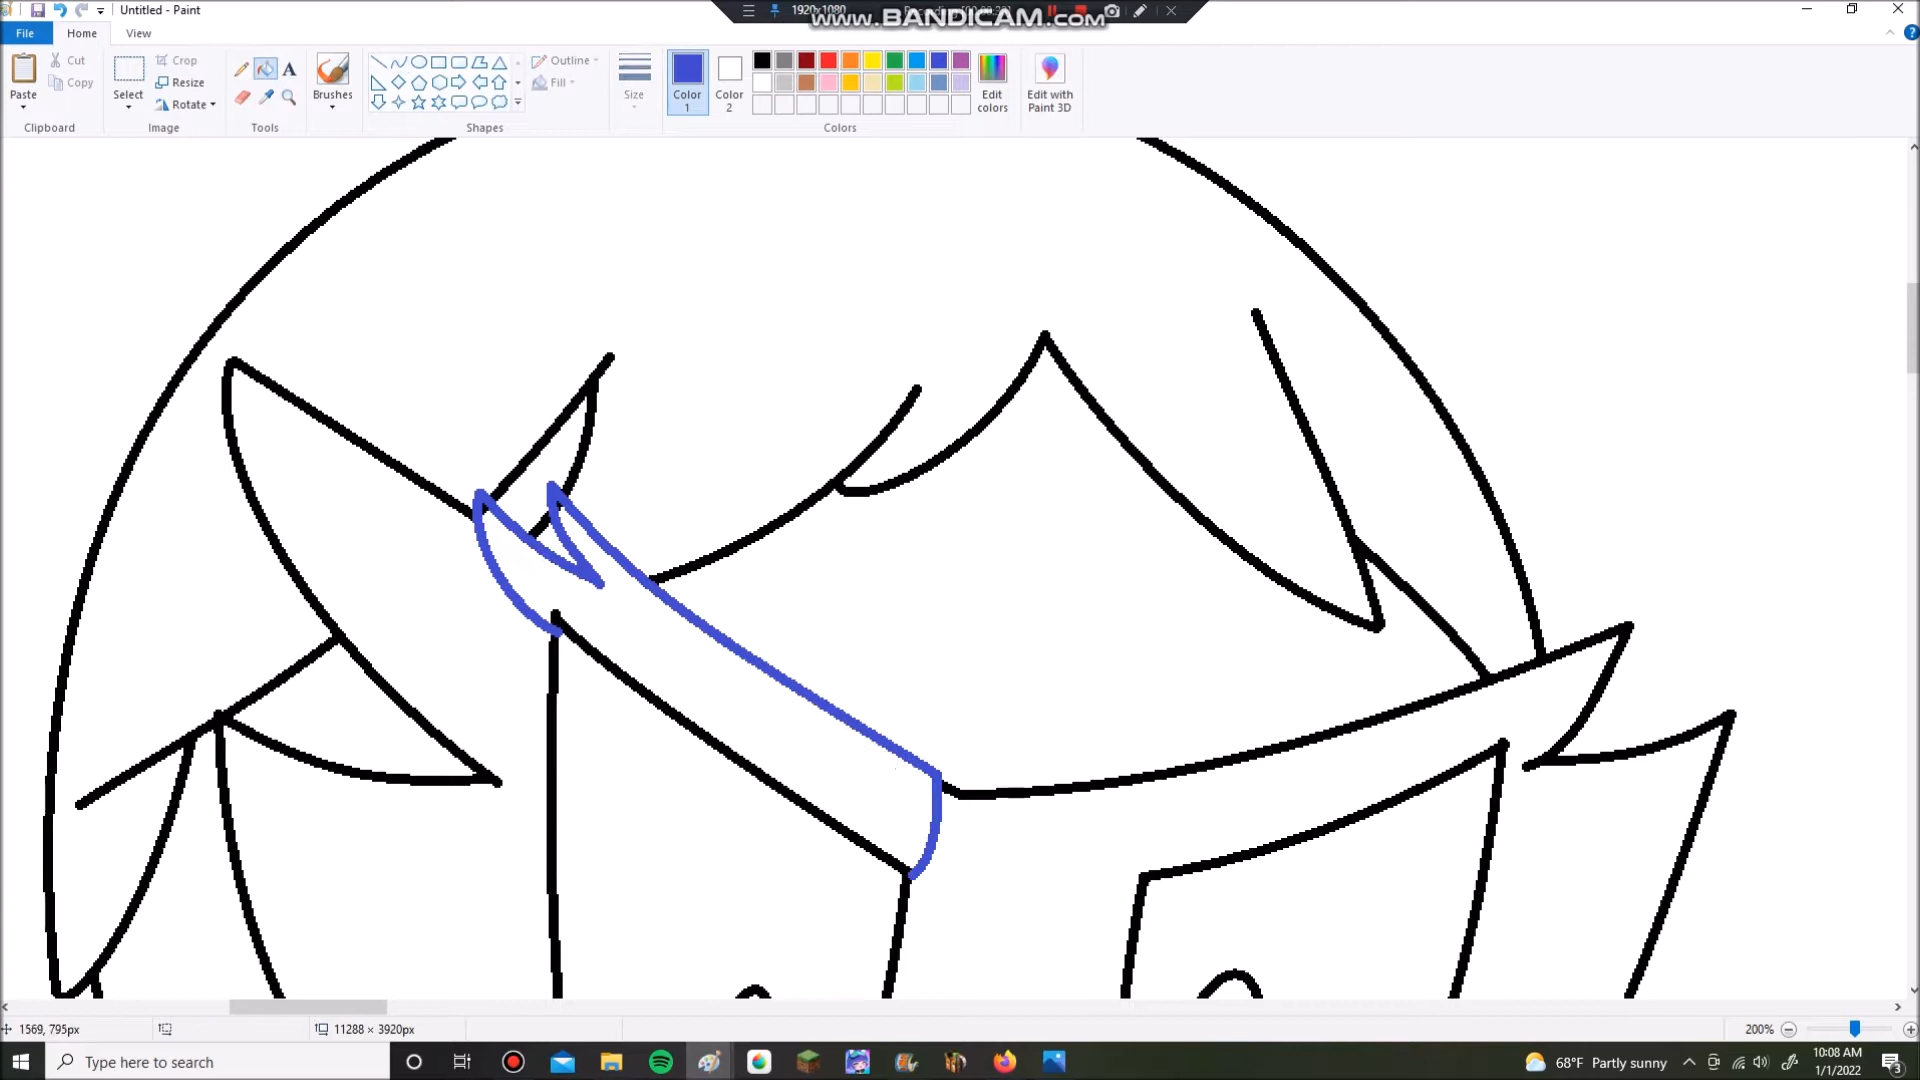 Untitled - Paint
1920x1080
www.BANDICAM.com
File
Home
View
Paste
Cut
Copy
Clipboard
Select
Crop
Resize
Rotate
Image
A
Tools
Brushes
Shapes
Outline
Fill
Size
Color
1
Color
2
Colors
Edit
colors
Edit with
Paint 3D
1569, 795px
11288 × 3920px
200%
Type here to search
68°F Partly sunny
10:08 AM
1/1/2022
3